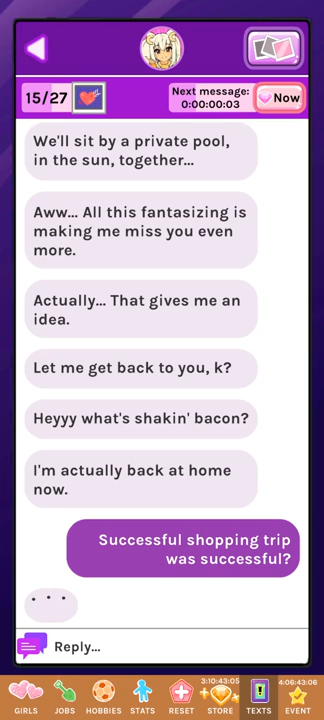 15/27
Next message:
0:00:00:03
Now
We'll sit by a private pool,
in the sun, together...
Aww... All this fantasizing is
making me miss you even
more.
Actually... That gives me an
idea.
Let me get back to you, k?
Heyyy what's shakin' bacon?
I'm actually back at home
now.
Successful shopping trip
was successful?
• • •
Reply...
3:10:43:05
4:06:43:06
GIRLS
JOBS
HOBBIES
STATS
RESET
STORE
TEXTS
EVENT